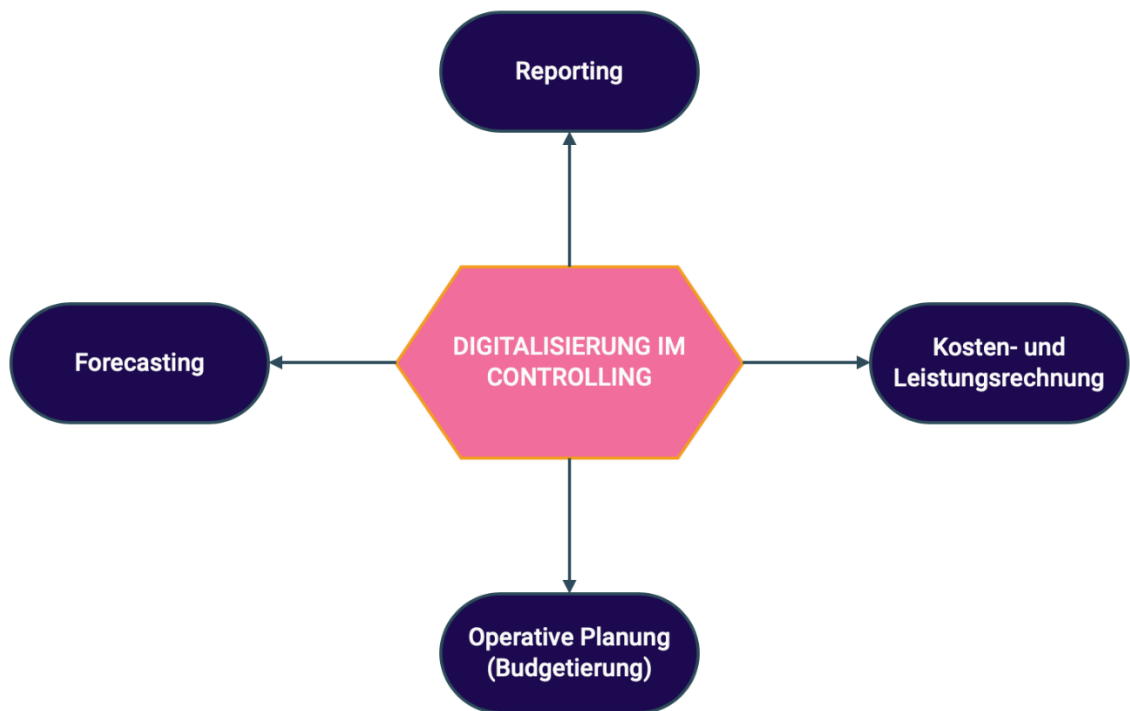 Reporting
Forecasting
DIGITALISIERUNG IM
CONTROLLING
Kosten- und
Leistungsrechnung
Operative Planung
(Budgetierung)